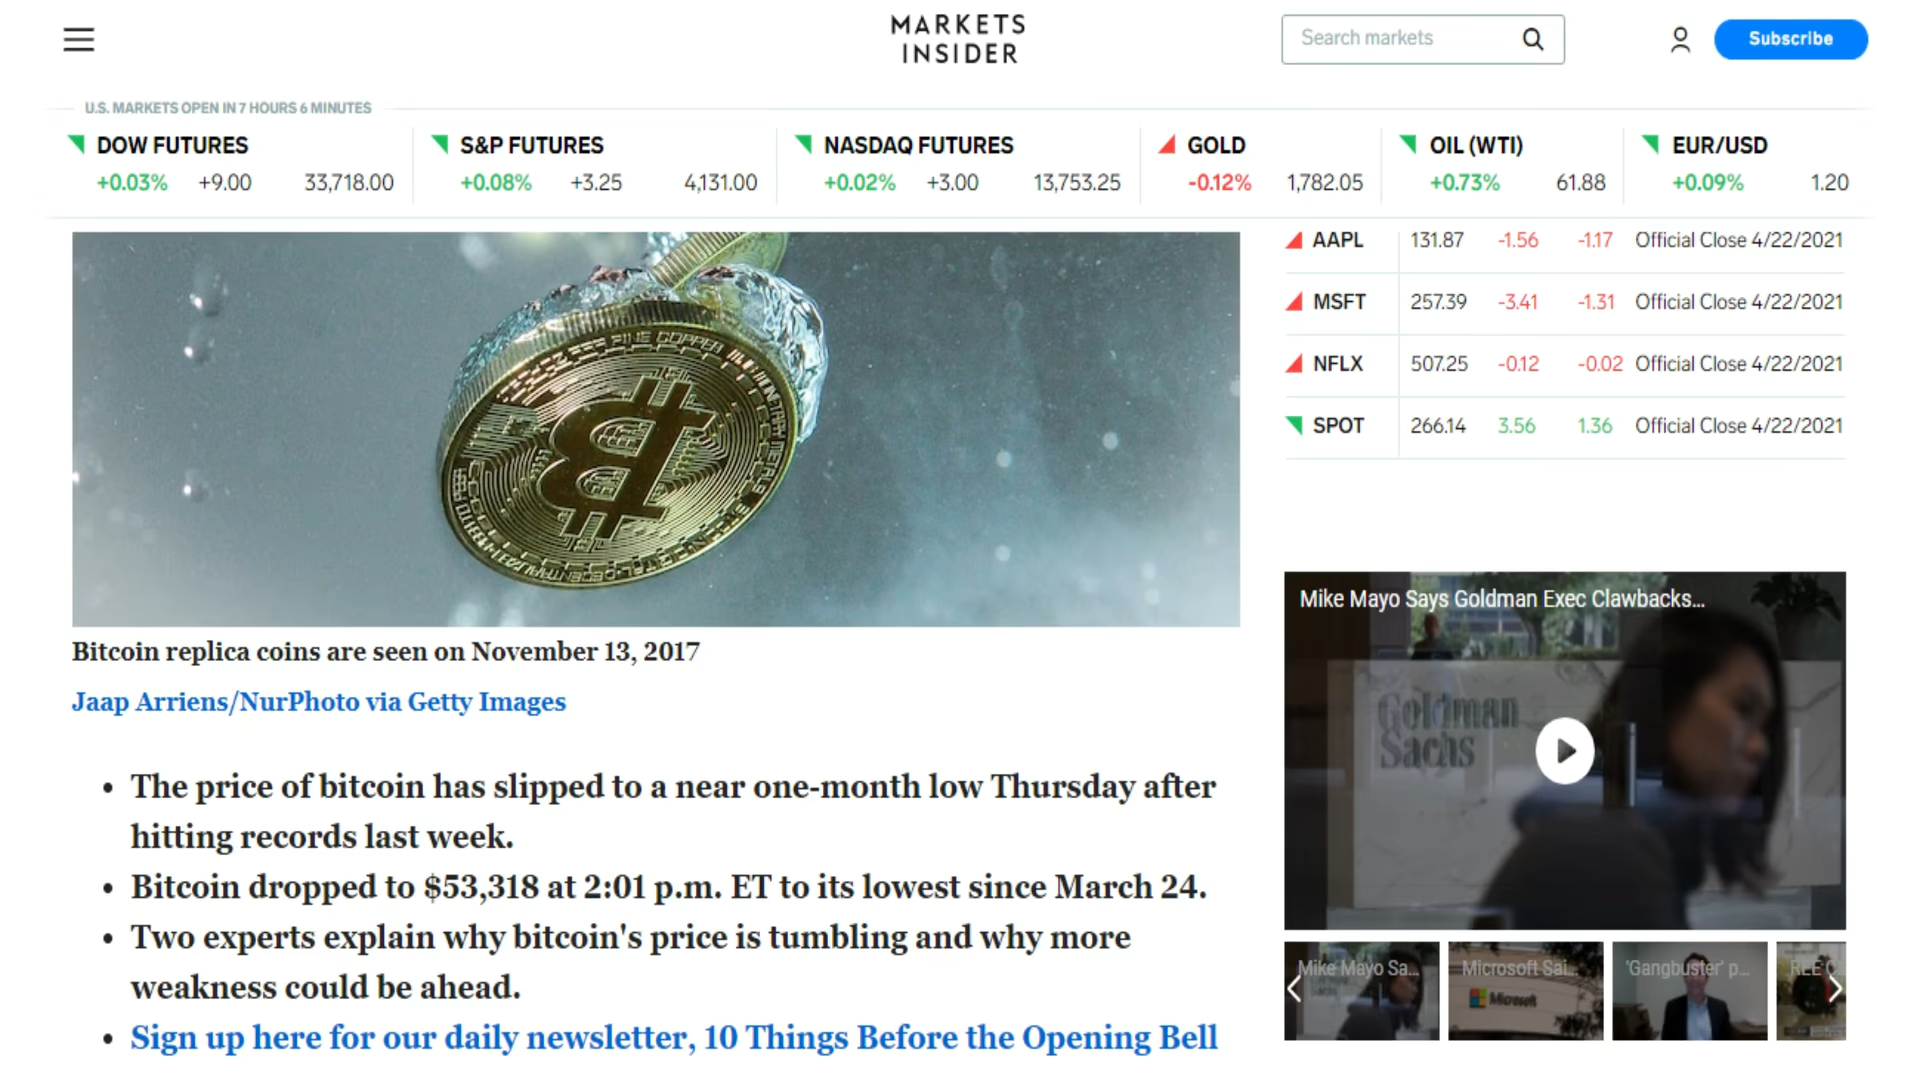 MARKETS
INSIDER
Search markets
Subscribe
U.S. MARKETS OPEN IN 7 HOURS 6 MINUTES
DOW FUTURES
+0.03% +9.00 33,718.00
S&P FUTURES
+0.08% +3.25 4,131.00
NASDAQ FUTURES
+0.02% +3.00 13,753.25
GOLD
-0.12% 1,782.05
OIL (WTI)
+0.73% 61.88
EUR/USD
+0.09% 1.20
FINE COPPER
Bitcoin replica coins are seen on November 13, 2017
Jaap Arriens/NurPhoto via Getty Images
The price of bitcoin has slipped to a near one-month low Thursday after
hitting records last week.
Bitcoin dropped to $53,318 at 2:01 p.m. ET to its lowest since March 24.
Two experts explain why bitcoin's price is tumbling and why more
weakness could be ahead.
Sign up here for our daily newsletter, 10 Things Before the Opening Bell
AAPL 131.87 -1.56 -1.17 Official Close 4/22/2021
MSFT 257.39 -3.41 -1.31 Official Close 4/22/2021
NFLX 507.25 -0.12 -0.02 Official Close 4/22/2021
SPOT 266.14 3.56 1.36 Official Close 4/22/2021
Mike Mayo Says Goldman Exec Clawbacks...
Goldman
Sachs
Mike Mayo Sa...
Microsoft Sai...
Microsoft
'Gangbuster' p...